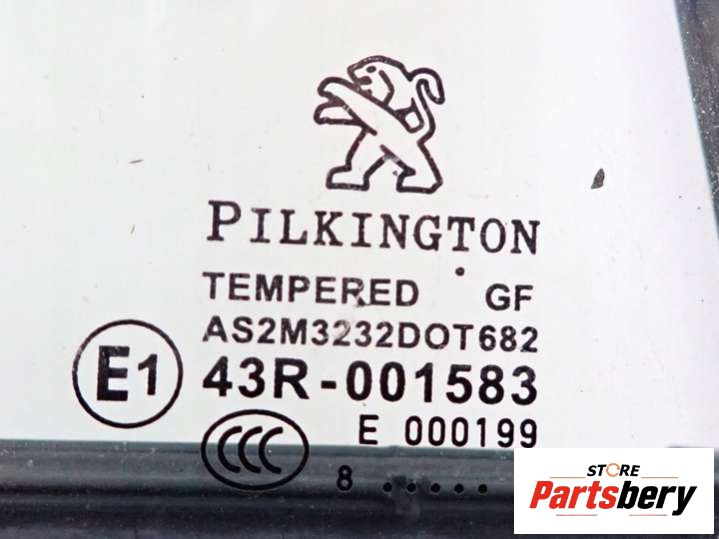 PILKINGTON
TEMPERED GF
AS2M3232DOT682
E1 43R-001583
CCC E 000199
8 .....
STORE
Partsbery